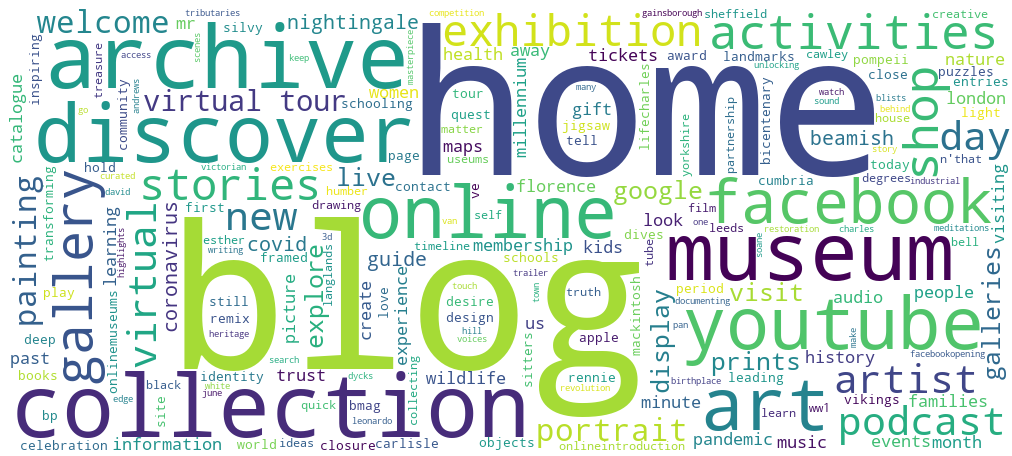 tributaries
competition
gainsborough
sheffield
creative
welcome
mr
silvy
nightingale
exhibition
activities
archive
home
inspiring
treasure
access
community
andrews
scenes
keep
masterpiece
health
away
tickets
award
landmarks
cawley
pompeii
nature
many
unlocking
close
puzzles
women
tour
millennium
watch
sound
blists
entries
catalogue
go
virtual tour
schooling
quest
gift
lifecharles
behind
london
discover
matter
jigsaw
yorkshire
partnership
bicentenary
house
light
shop
maps
tell
beamish
day
victorian
page
useums
story
n'that
hold
exercises
live
today
curated
stories
humber
contact
ve
florence
google
cumbria
degrees
industrial
painting
transforming
david
gallery
drawing
online
self
facebook
visiting
learning
first
new
film
look
leeds
one
van
restoration
charles
meditations
highlights
virtual
coronavirus
esther
writing
covid
3d
timeline
membership
kids
dives
tube
soane
bell
museum
framed
langlands
guide
schools
explore
blog
trailer
town
truth
period
visit
audio
people
galleries
play
onlinemuseums
still
remix
heritage
picture
create
love
experience
touch
desire
design
us
hill
voices
sitters
apple
mackintosh
display
documenting
youtube
deep
past
books
search
pan
make
facebookopening
prints
history
identity
trust
dycks
collecting
wildlife
rennie
minute
leading
birthplace
artist
collection
edge
black
white
june
quick
bmag
leonardo
revolution
art
learn
ww1
vikings
families
bp
site
portrait
podcast
celebration
information
world
ideas
closure
carlisle
objects
onlineintroduction
pandemic
music
events
month